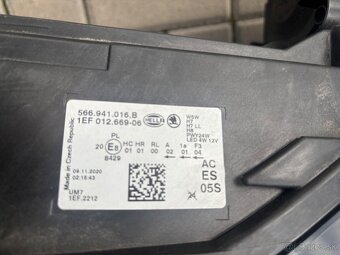 566.941.016.B
1EF 012.669-06
HELLA
W5W
H7
H7 LL
H8
PWY24W
LED 4W 12V
Made in Czech Republic
PL
20 E8
8429
HC HR RL A 1a F3
01 01 00 02 01 04
AC
ES
05S
09.11.2020
02:15:43
UM7
1EF.2212